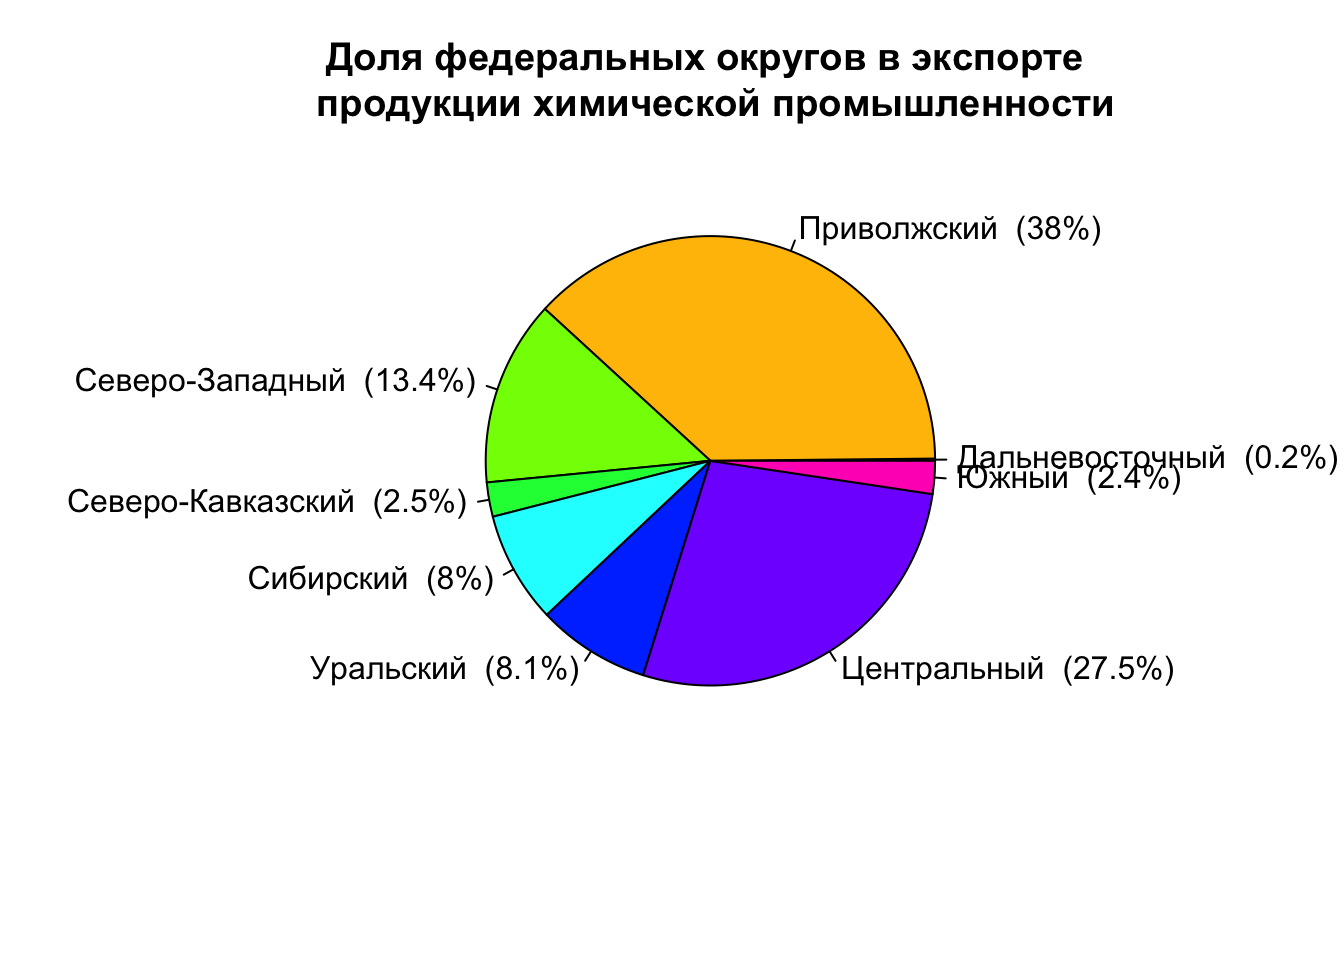 Доля федеральных округов в экспорте
продукции химической промышленности
Приволжский (38%)
Северо-Западный (13.4%)
Дальневосточный (0.2%)
Южный (2.4%)
Северо-Кавказский (2.5%)
Сибирский (8%)
Уральский (8.1%)
Центральный (27.5%)